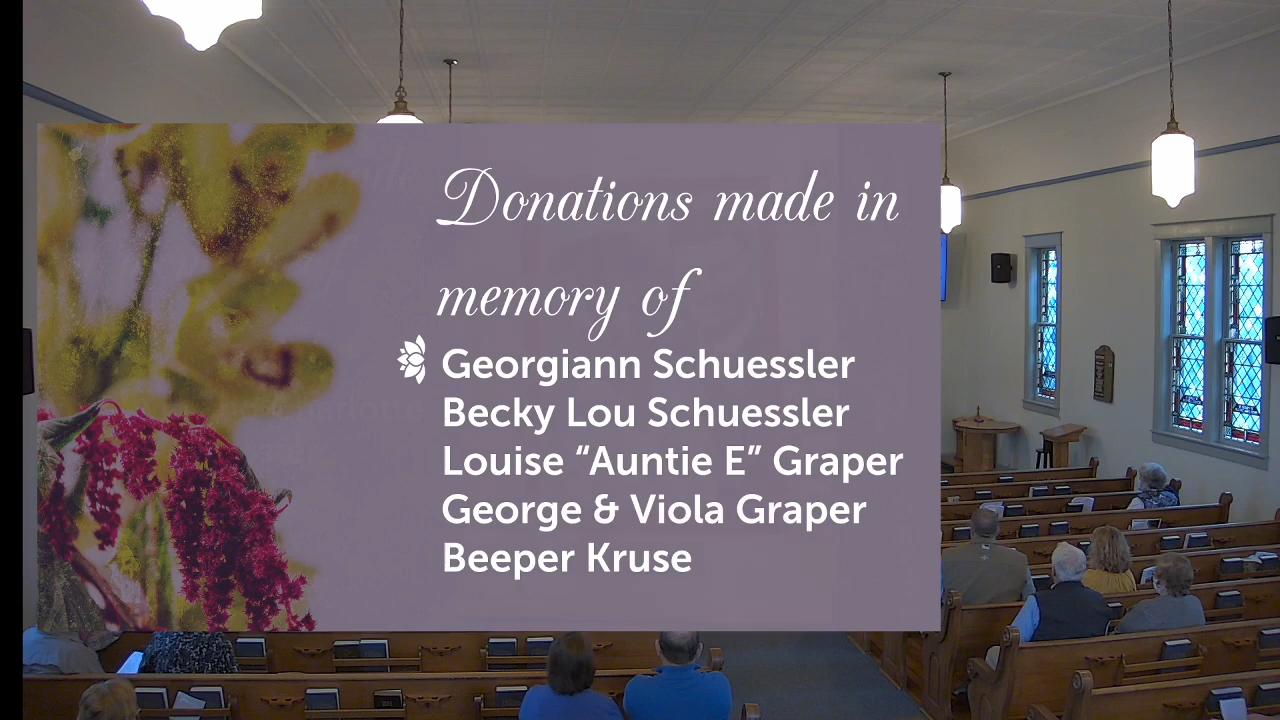 Donations made in
memory of
Georgiann Schuessler
Becky Lou Schuessler
Louise “Auntie E” Graper
George & Viola Graper
Beeper Kruse